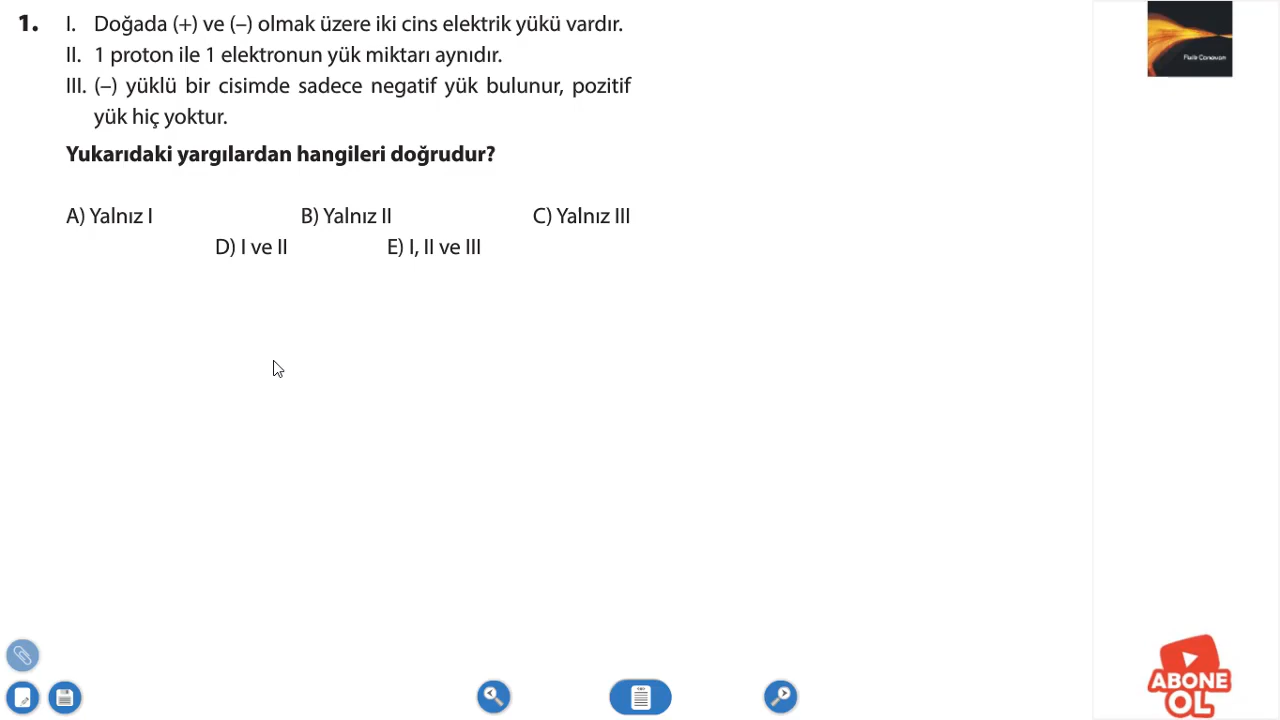 1. I. Doğada (+) ve (–) olmak üzere iki cins elektrik yükü vardır.
II. 1 proton ile 1 elektronun yük miktarı aynıdır.
III. (–) yüklü bir cisimde sadece negatif yük bulunur, pozitif
yük hiç yoktur.
Yukarıdaki yargılardan hangileri doğrudur?
A) Yalnız I B) Yalnız II C) Yalnız III
D) I ve II E) I, II ve III
ABONE
OL